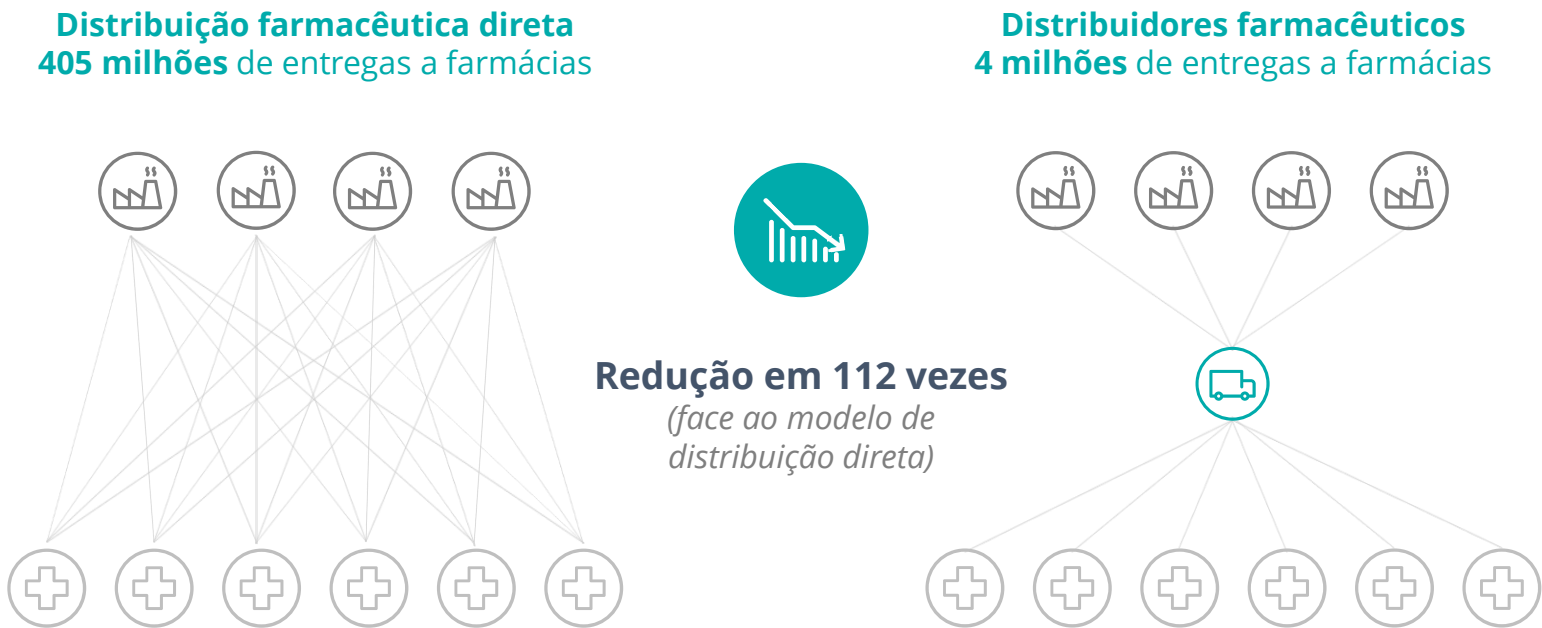 Distribuição farmacêutica direta
405 milhões de entregas a farmácias
Distribuidores farmacêuticos
4 milhões de entregas a farmácias
Redução em 112 vezes
(face ao modelo de
distribuição direta)